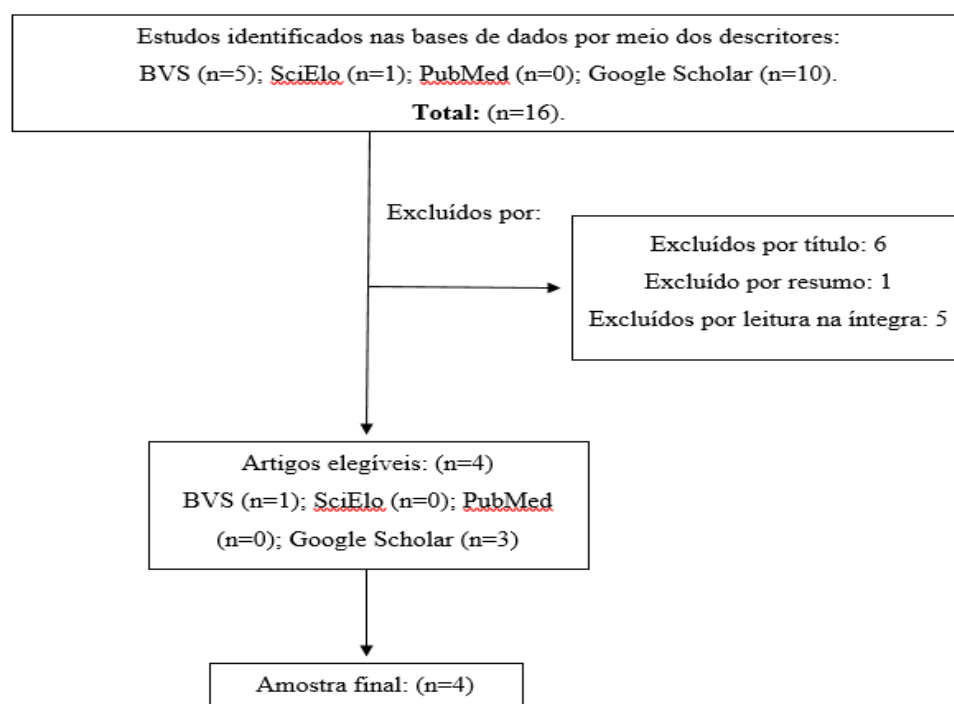 Estudos identificados nas bases de dados por meio dos descritores:
BVS (n=5); SciElo (n=1); PubMed (n=0); Google Scholar (n=10).
Total: (n=16).
Excluídos por:
Excluídos por título: 6
Excluído por resumo: 1
Excluídos por leitura na íntegra: 5
Artigos elegíveis: (n=4)
BVS (n=1); SciElo (n=0); PubMed
(n=0); Google Scholar (n=3)
Amostra final: (n=4)